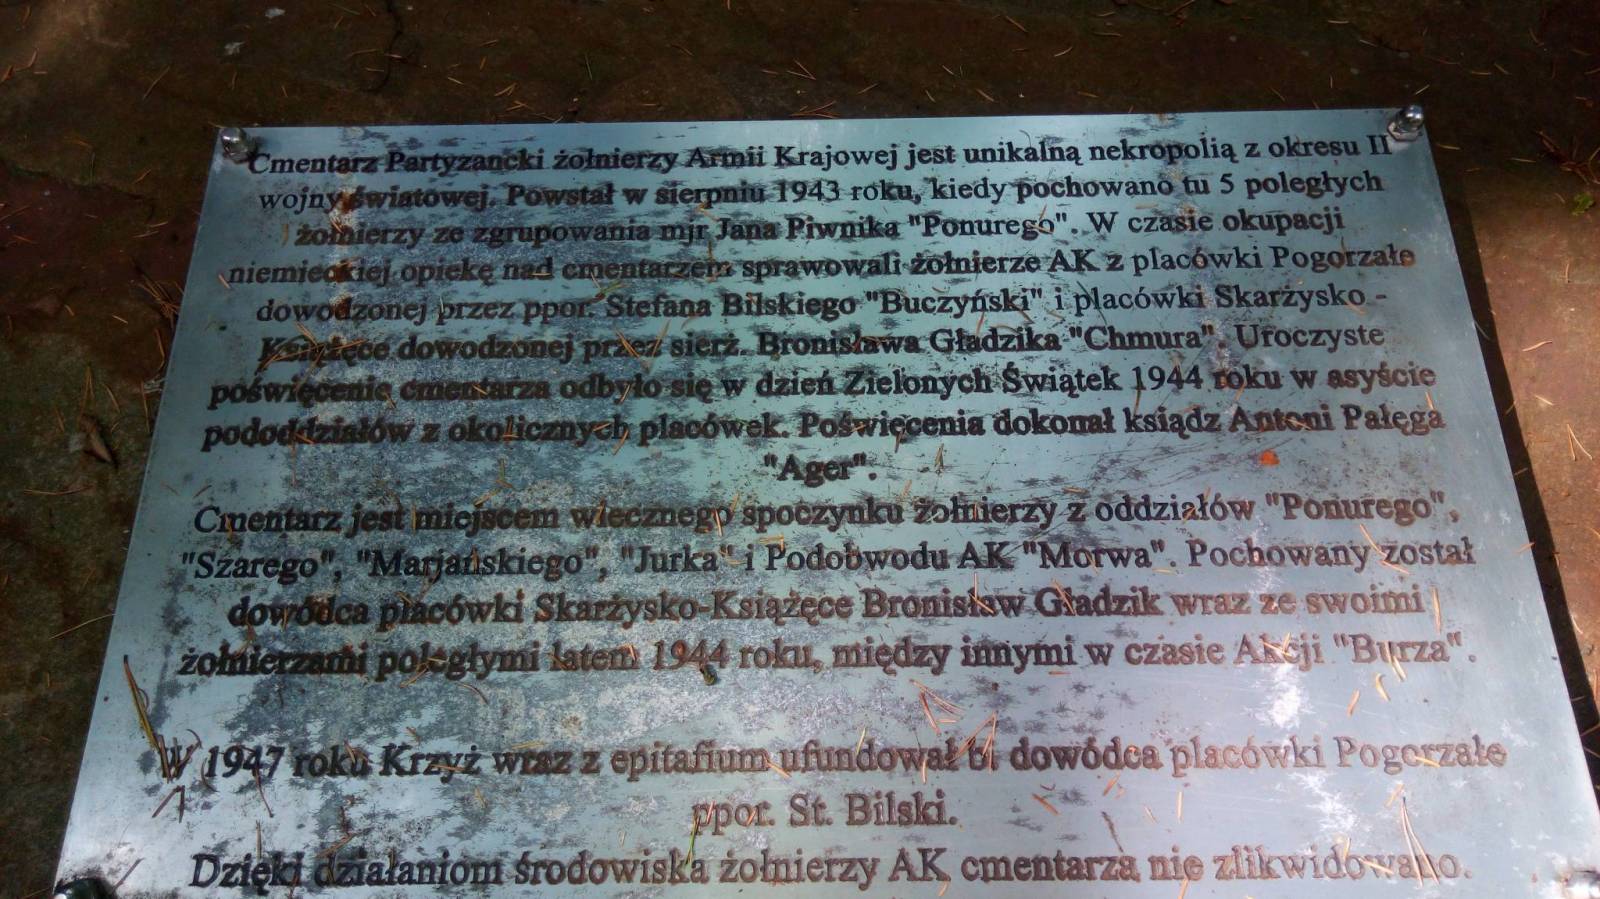 Cmentarz Partyzancki żołnierzy Armii Krajowej jest unikalną nekropolią z okresu II
wojny światowej. Powstał w sierpniu 1943 roku, kiedy pochowano tu 5 poległych
żołnierzy ze zgrupowania mjr Jana Piwnika "Ponurego". W czasie okupacji
niemieckiej opiekę nad cmentarzem sprawowali żołnierze AK z placówki Pogorzałe
dowodzonej przez ppor. Stefana Bilskiego "Buczyński" i placówki Skarżysko -
Książęce dowodzonej przez sierż. Bronisława Gładzika "Chmura". Uroczyste
poświęcenie cmentarza odbyło się w dzień Zielonych Świątek 1944 roku w asyście
pododdziałów z okolicznych placówek. Poświęcenia dokonał ksiądz Antoni Pałęga
"Ager".
Cmentarz jest miejscem wiecznego spoczynku żołnierzy z oddziałów "Ponurego",
"Szarego", "Marjańskiego", "Jurka" i Podobwodu AK "Morwa". Pochowany został
dowódca placówki Skarżysko-Książęce Bronisław Gładzik wraz ze swoimi
żołnierzami poległymi latem 1944 roku, między innymi w czasie Akcji "Burza".
W 1947 roku Krzyż wraz z epitafium ufundował b. dowódca placówki Pogorzałe
ppor. St. Bilski.
Dzięki działaniom środowiska żołnierzy AK cmentarza nie zlikwidowano.